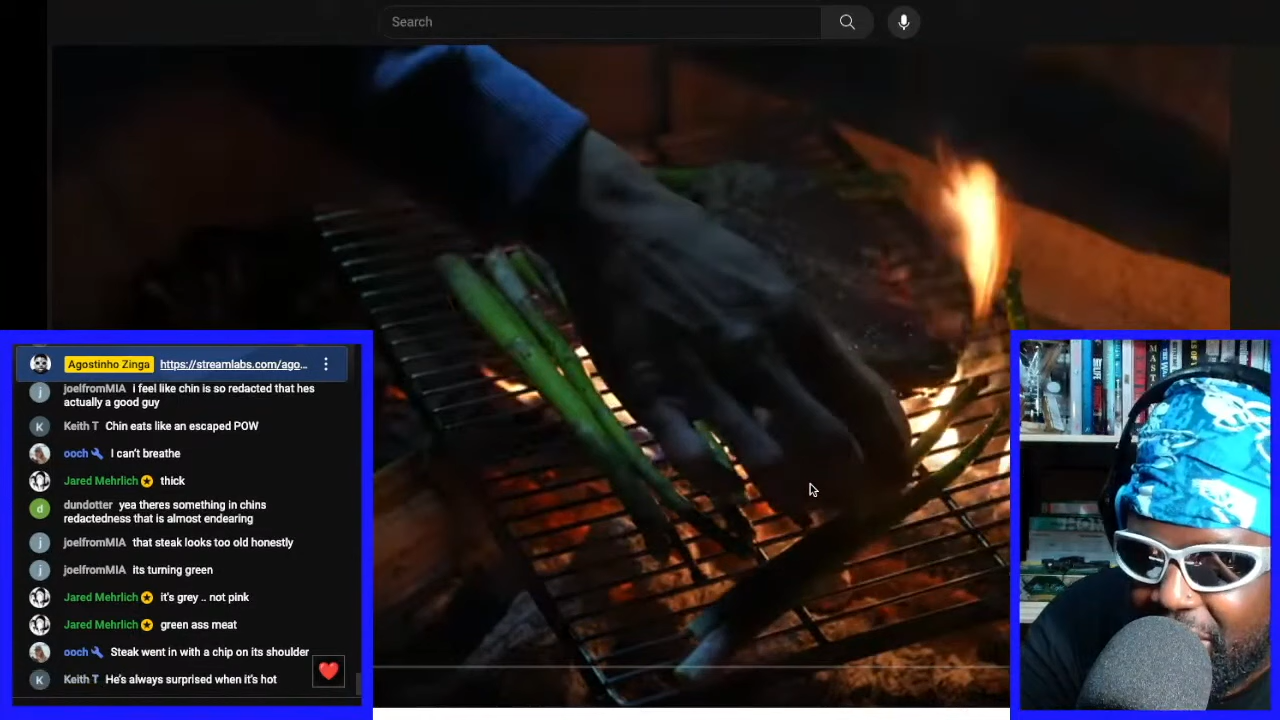 Search
Agostinho Zinga https://streamlabs.com/ago...
joelfromMIA i feel like chin is so redacted that hes
actually a good guy
Keith T Chin eats like an escaped POW
ooch I can't breathe
Jared Mehrlich thick
dundotter yea theres something in chins
redactedness that is almost endearing
joelfromMIA that steak looks too old honestly
joelfromMIA its turning green
Jared Mehrlich it's grey .. not pink
Jared Mehrlich green ass meat
ooch Steak went in with a chip on its shoulder
Keith T He's always surprised when it's hot